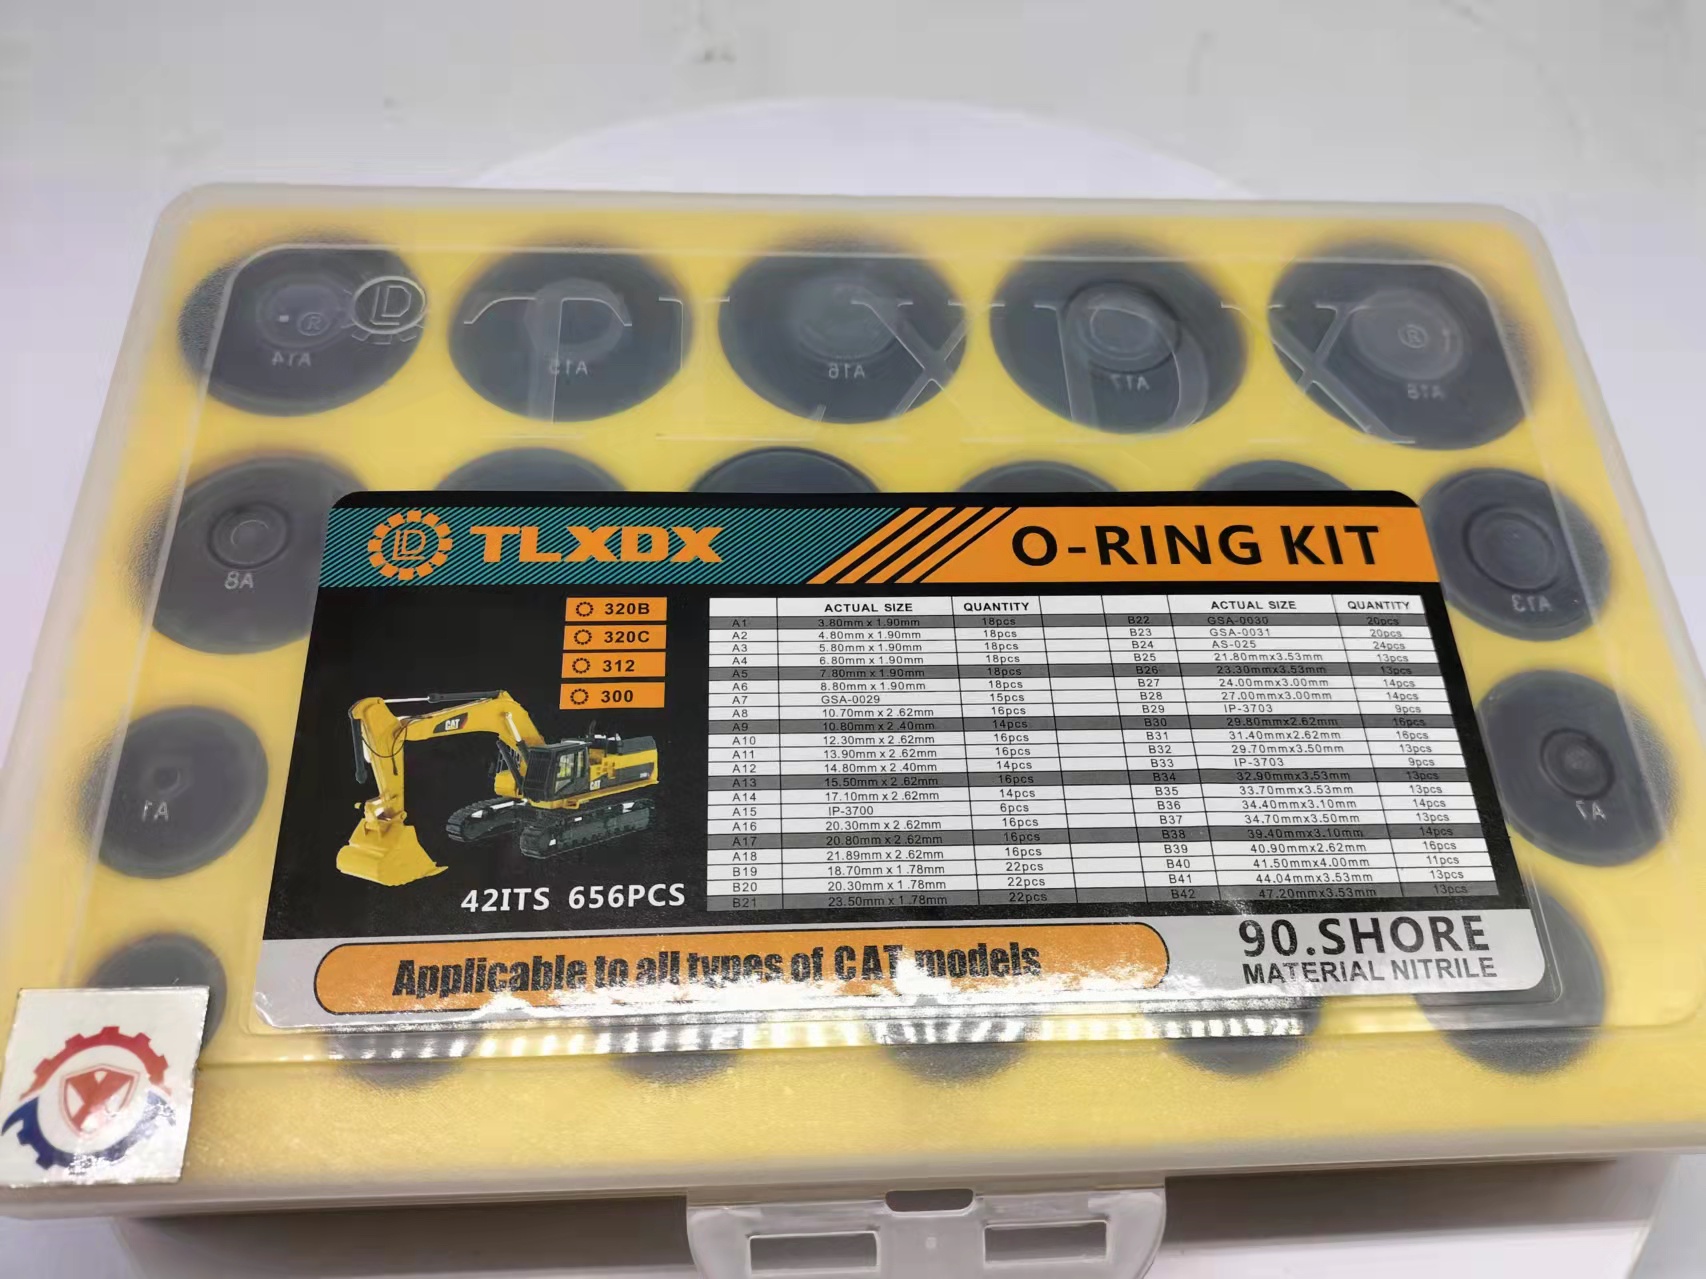 A14
A15
A16
A17
A18
A8
A13
A1
A7
LD TLXDX
O-RING KIT
320B
320C
312
300
CAT
CAT
42ITS 656PCS
ACTUAL SIZE QUANTITY ACTUAL SIZE QUANTITY
A1 3.80mm x 1.90mm 18pcs B22 GSA-0030 20pcs
A2 4.80mm x 1.90mm 18pcs B23 GSA-0031 20pcs
A3 5.80mm x 1.90mm 18pcs B24 AS-025 24pcs
A4 6.80mm x 1.90mm 18pcs B25 21.80mmx3.53mm 13pcs
A5 7.80mm x 1.90mm 18pcs B26 23.30mmx3.53mm 13pcs
A6 8.80mm x 1.90mm 18pcs B27 24.00mmx3.00mm 14pcs
A7 GSA-0029 15pcs B28 27.00mmx3.00mm 14pcs
A8 10.70mm x 2.62mm 16pcs B29 IP-3703 9pcs
A9 10.80mm x 2.40mm 14pcs B30 29.80mmx2.62mm 16pcs
A10 12.30mm x 2.62mm 16pcs B31 31.40mmx2.62mm 16pcs
A11 13.90mm x 2.62mm 16pcs B32 29.70mmx3.50mm 13pcs
A12 14.80mm x 2.40mm 14pcs B33 IP-3703 9pcs
A13 15.50mm x 2.62mm 16pcs B34 32.90mmx3.53mm 13pcs
A14 17.10mm x 2.62mm 14pcs B35 33.70mmx3.53mm 13pcs
A15 IP-3700 6pcs B36 34.40mmx3.10mm 14pcs
A16 20.30mm x 2.62mm 16pcs B37 34.70mmx3.50mm 13pcs
A17 20.80mm x 2.62mm 16pcs B38 39.40mmx3.10mm 14pcs
A18 21.89mm x 2.62mm 16pcs B39 40.90mmx2.62mm 16pcs
B19 18.70mm x 1.78mm 22pcs B40 41.50mmx4.00mm 11pcs
B20 20.30mm x 1.78mm 22pcs B41 44.04mmx3.53mm 13pcs
B21 23.50mm x 1.78mm 22pcs B42 47.20mmx3.53mm 13pcs
Applicable to all types of CAT models
90.SHORE
MATERIAL NITRILE